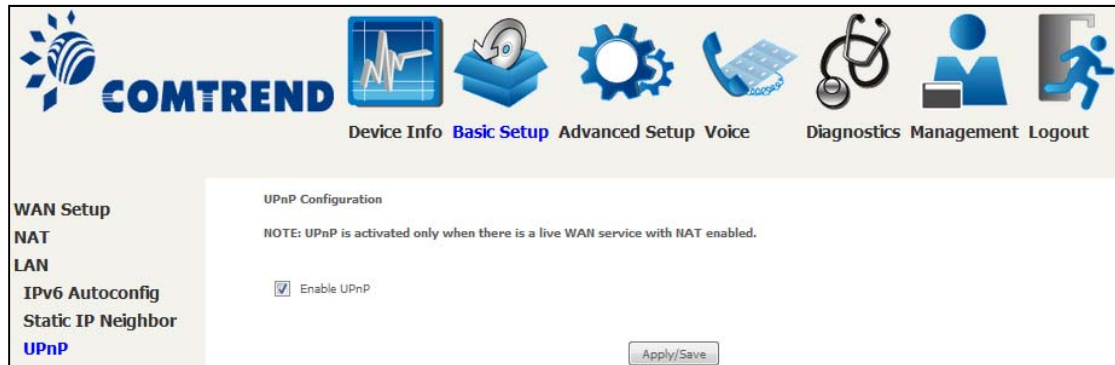 COMTREND
Device Info Basic Setup Advanced Setup Voice Diagnostics Management Logout
WAN Setup
NAT
LAN
IPv6 Autoconfig
Static IP Neighbor
UPnP
UPnP Configuration
NOTE: UPnP is activated only when there is a live WAN service with NAT enabled.
Enable UPnP
Apply/Save